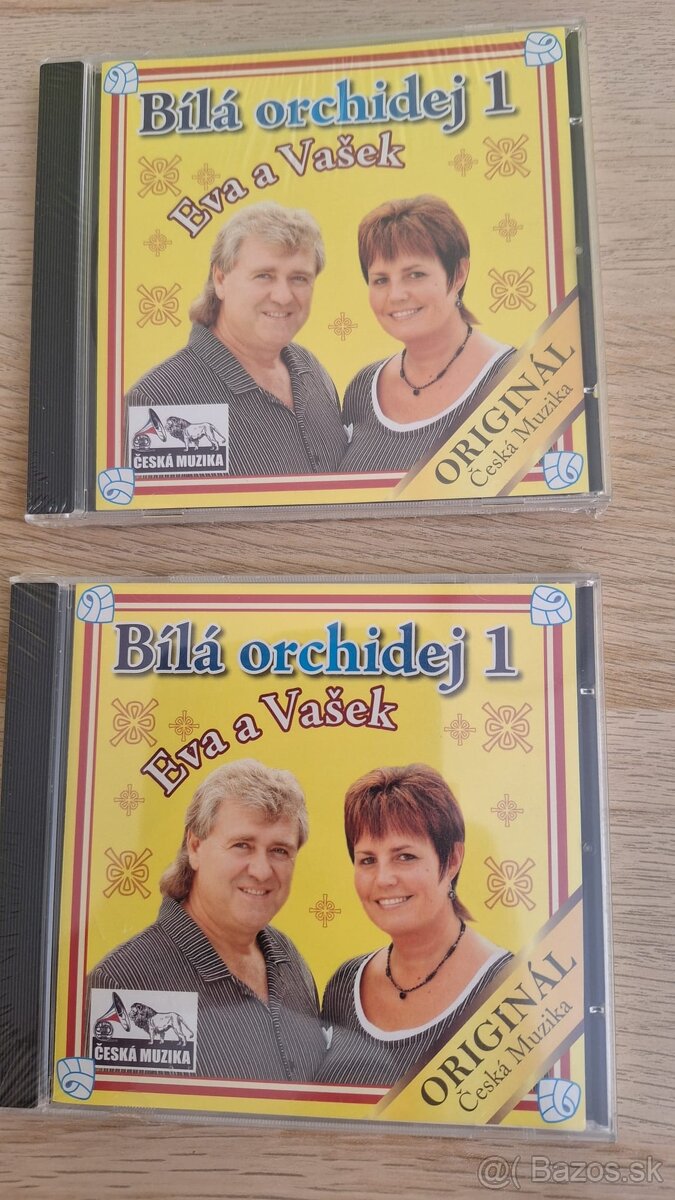 Bílá orchidej 1
Eva a Vašek
ČESKÁ MUZIKA
ORIGINÁL
Česká Muzika
Bílá orchidej 1
Eva a Vašek
ČESKÁ MUZIKA
ORIGINÁL
Česká Muzika
@( Bazos.sk